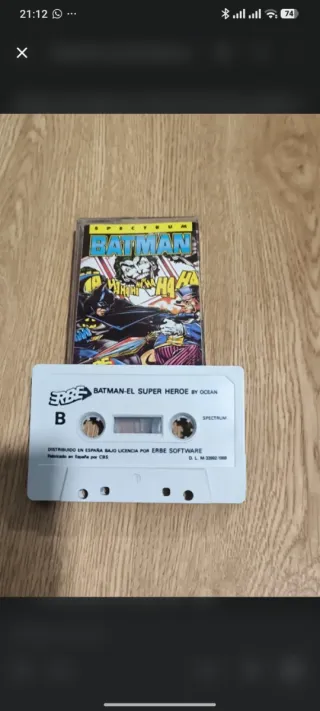 21:12
74
SPECTRUM
BATMAN
HA HA
ERBE
BATMAN-EL SUPER HEROE BY OCEAN
B
SPECTRUM
DISTRIBUIDO EN ESPAÑA BAJO LICENCIA POR ERBE SOFTWARE
Fabricado en España por CBS